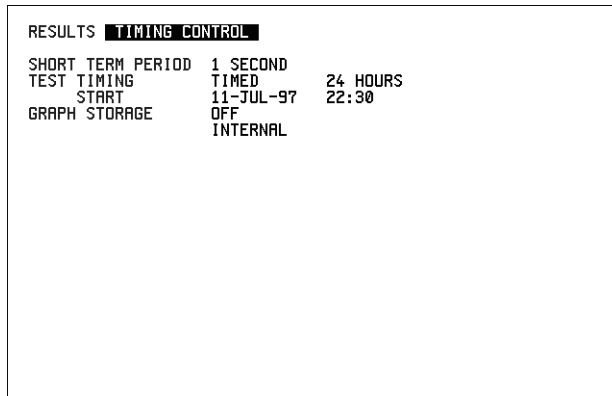 RESULTS TIMING CONTROL
SHORT TERM PERIOD 1 SECOND
TEST TIMING TIMED 24 HOURS
START 11-JUL-97 22:30
GRAPH STORAGE OFF
INTERNAL